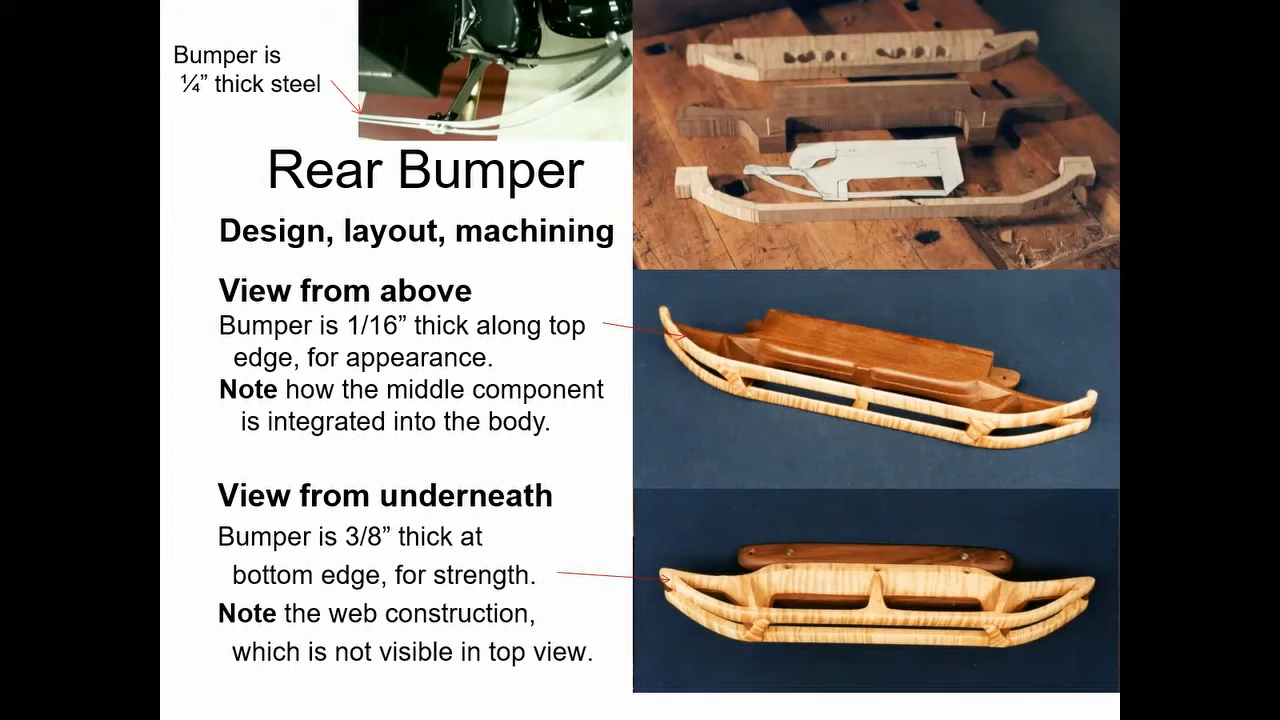 Bumper is
¼” thick steel
Rear Bumper
Design, layout, machining
View from above
Bumper is 1/16” thick along top
edge, for appearance.
Note how the middle component
is integrated into the body.
View from underneath
Bumper is 3/8” thick at
bottom edge, for strength.
Note the web construction,
which is not visible in top view.